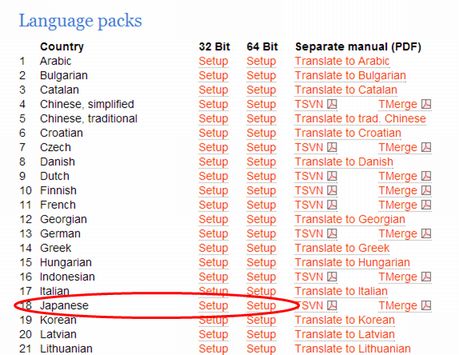 Language packs
Country 32 Bit 64 Bit Separate manual (PDF)
1 Arabic Setup Setup Translate to Arabic
2 Bulgarian Setup Setup Translate to Bulgarian
3 Catalan Setup Setup Translate to Catalan
4 Chinese, simplified Setup Setup TSVN TMerge
5 Chinese, traditional Setup Setup Translate to trad. Chinese
6 Croatian Setup Setup Translate to Croatian
7 Czech Setup Setup TSVN TMerge
8 Danish Setup Setup Translate to Danish
9 Dutch Setup Setup TSVN TMerge
10 Finnish Setup Setup TSVN TMerge
11 French Setup Setup TSVN TMerge
12 Georgian Setup Setup Translate to Georgian
13 German Setup Setup TSVN TMerge
14 Greek Setup Setup Translate to Greek
15 Hungarian Setup Setup Translate to Hungarian
16 Indonesian Setup Setup TSVN TMerge
17 Italian Setup Setup Translate to Italian
18 Japanese Setup Setup TSVN TMerge
19 Korean Setup Setup Translate to Korean
20 Latvian Setup Setup Translate to Latvian
21 Lithuanian Setup Setup Translate to Lithuanian